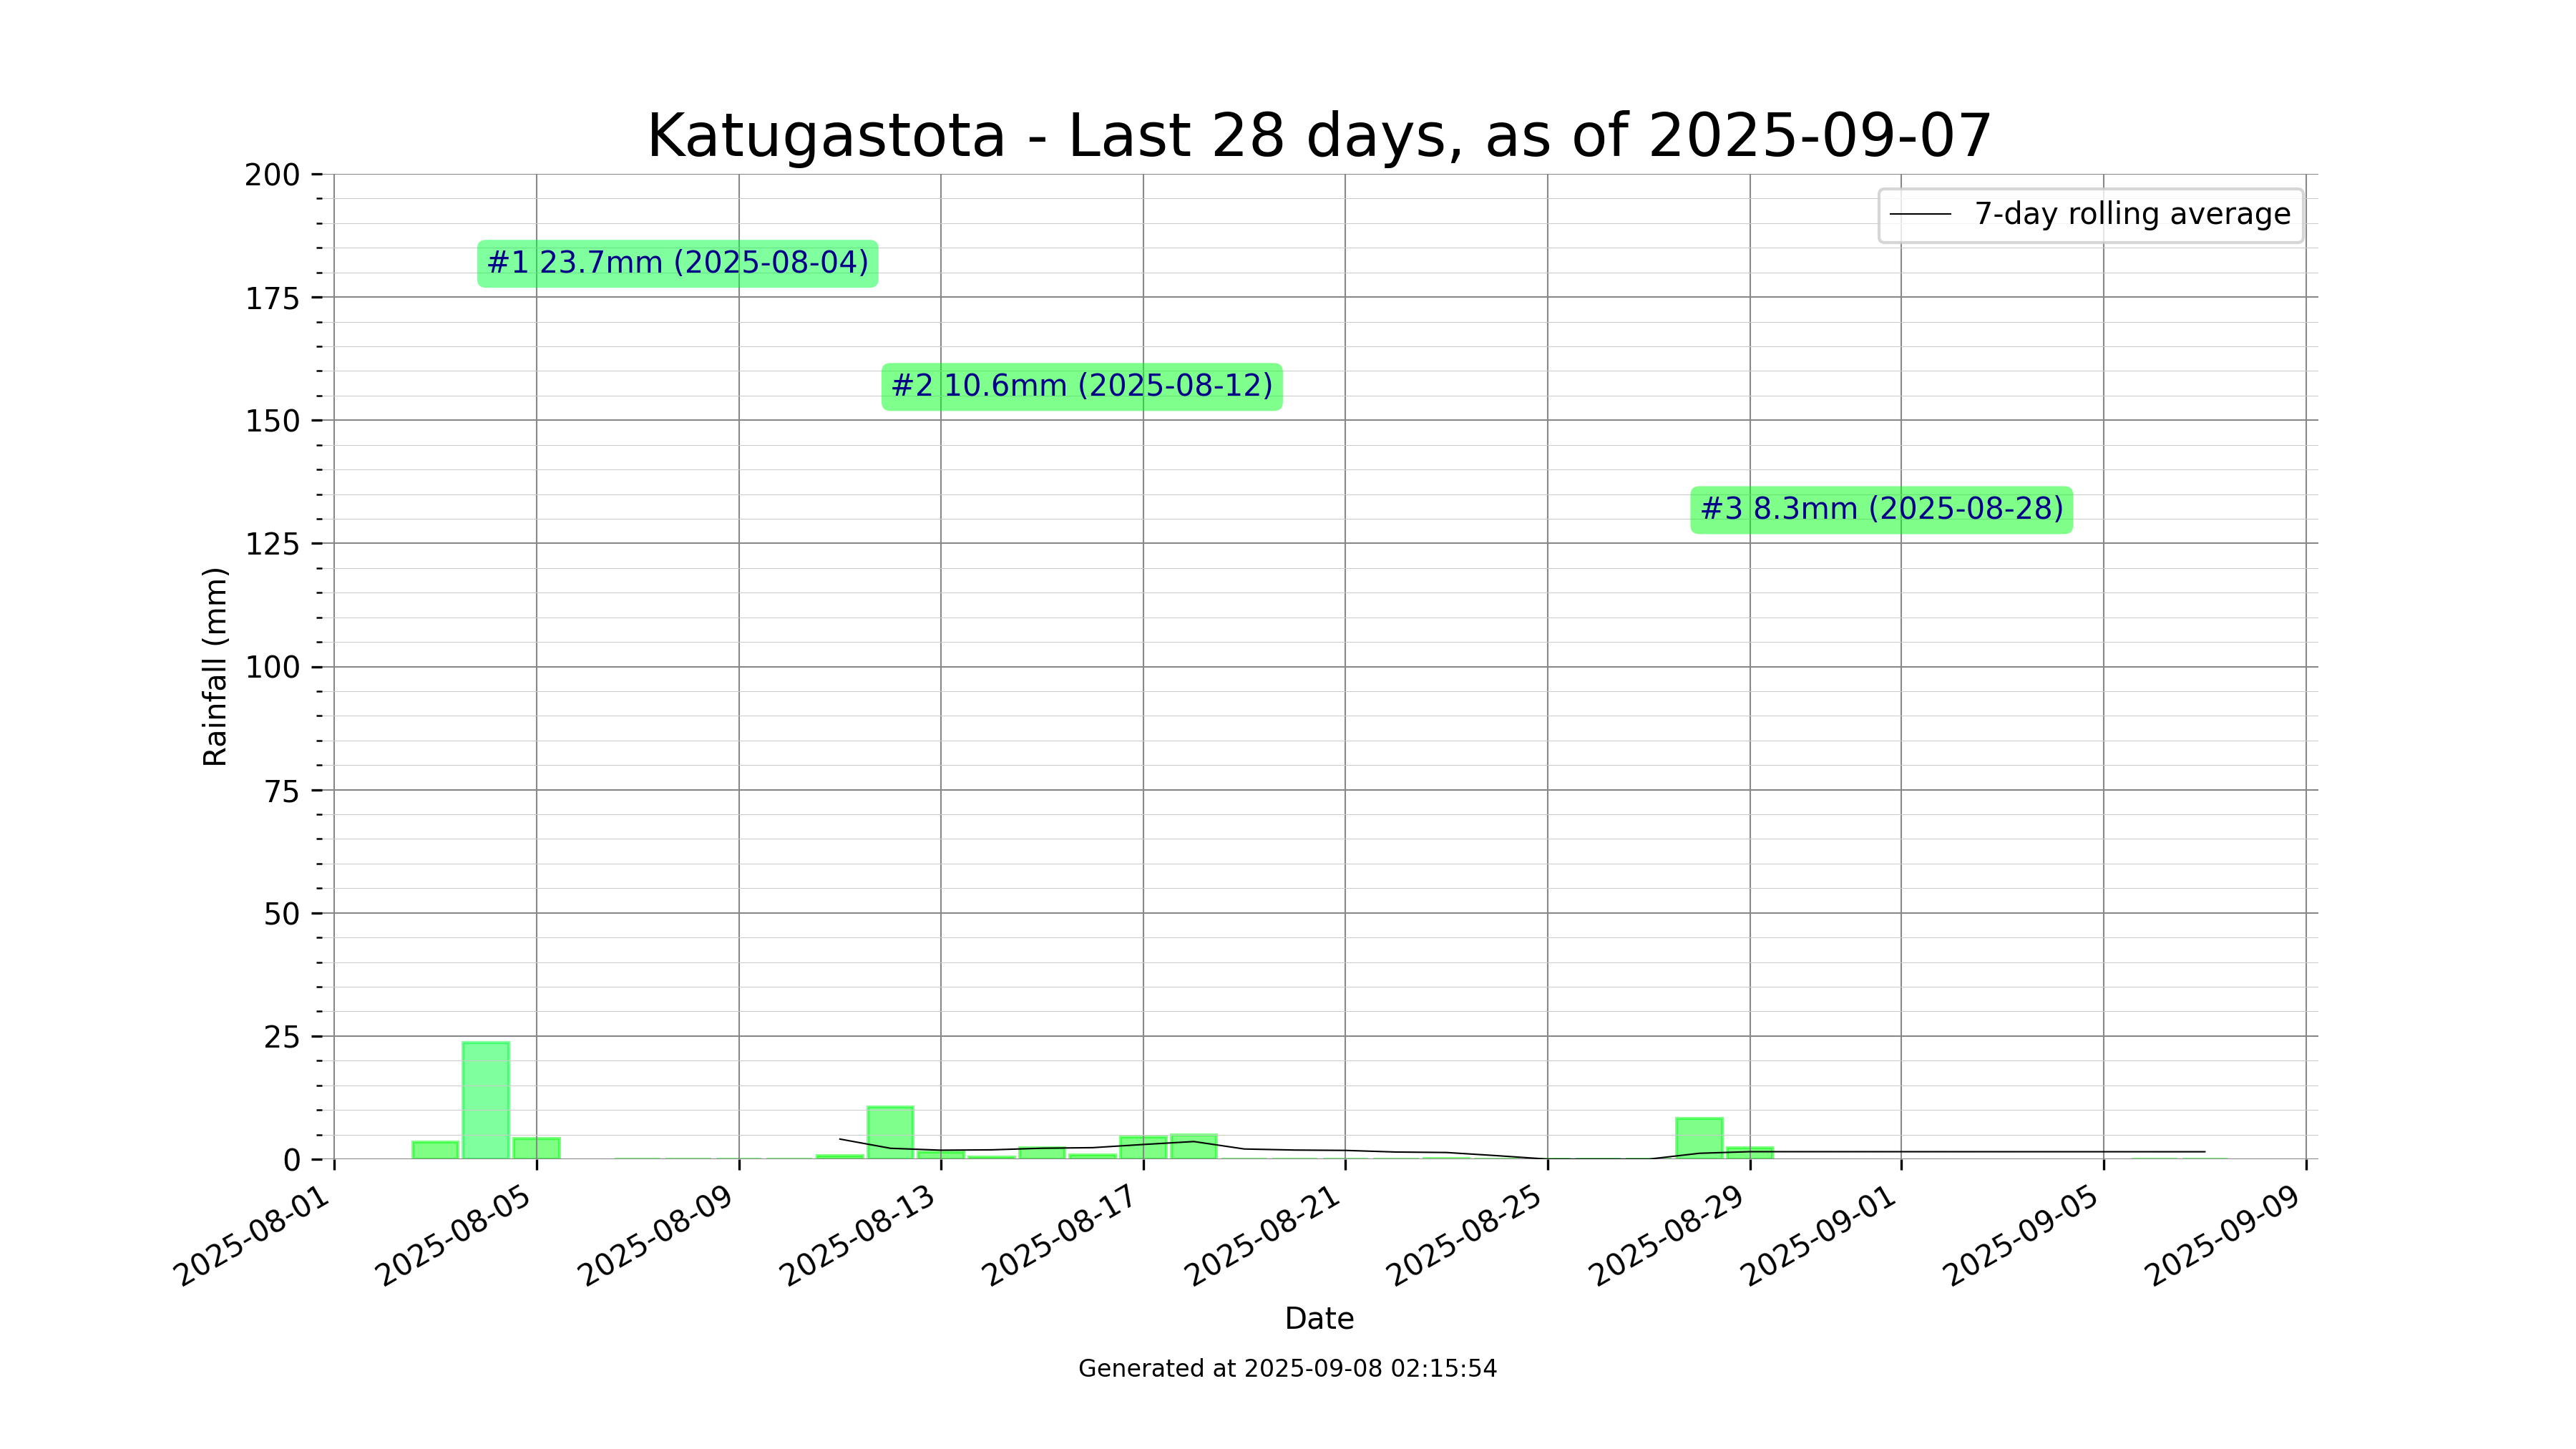 Katugastota - Last 28 days, as of 2025-09-07
200
175
150
125
100
75
50
25
0
Rainfall (mm)
7-day rolling average
#1 23.7mm (2025-08-04)
#2 10.6mm (2025-08-12)
#3 8.3mm (2025-08-28)
2025-08-01
2025-08-05
2025-08-09
2025-08-13
2025-08-17
2025-08-21
2025-08-25
2025-08-29
2025-09-01
2025-09-05
2025-09-09
Date
Generated at 2025-09-08 02:15:54